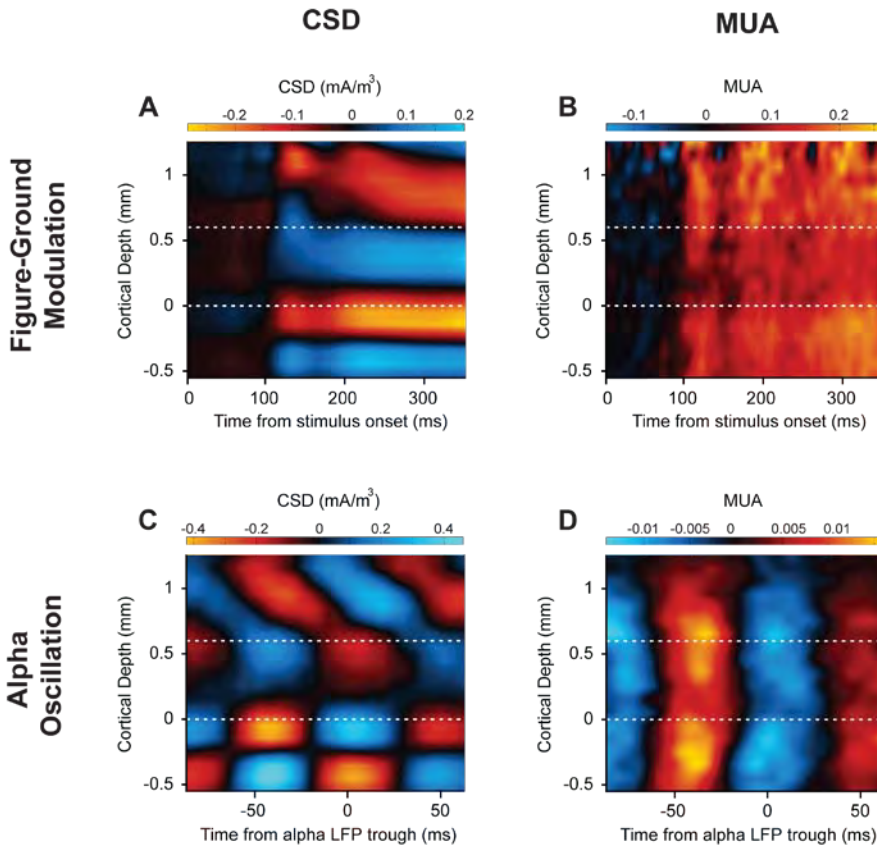 CSD
MUA
Figure-Ground
Modulation
A
CSD (mA/m³)
-0.2 -0.1 0 0.1 0.2
Cortical Depth (mm)
1
0.5
0
-0.5
0 100 200 300
Time from stimulus onset (ms)
B
MUA
-0.1 0 0.1 0.2
Cortical Depth (mm)
1
0.5
0
-0.5
0 100 200 300
Time from stimulus onset (ms)
Alpha
Oscillation
C
CSD (mA/m³)
-0.4 -0.2 0 0.2 0.4
Cortical Depth (mm)
1
0.5
0
-0.5
-50 0 50
Time from alpha LFP trough (ms)
D
MUA
-0.01 -0.005 0 0.005 0.01
Cortical Depth (mm)
1
0.5
0
-0.5
-50 0 50
Time from alpha LFP trough (ms)